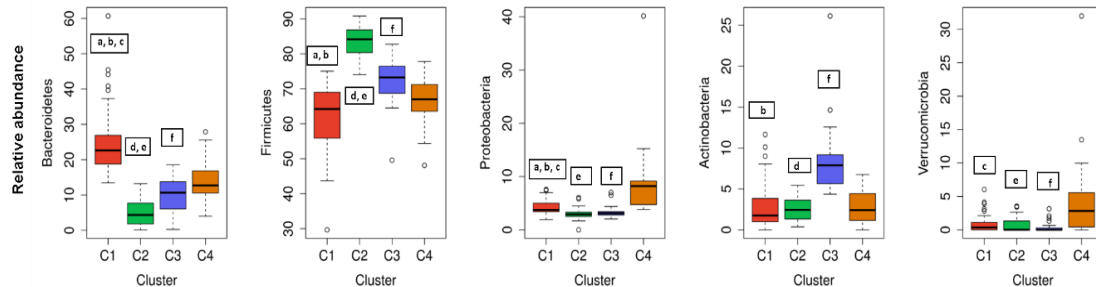 Relative abundance
Bacteroidetes
60
50
40
30
20
10
0
a, b, c
d, e
f
C1 C2 C3 C4
Cluster
Firmicutes
90
80
70
60
50
40
30
a, b
d, e
f
C1 C2 C3 C4
Cluster
Proteobacteria
40
30
20
10
0
a, b, c
e
f
C1 C2 C3 C4
Cluster
Actinobacteria
25
20
15
10
5
0
b
d
f
C1 C2 C3 C4
Cluster
Verrucomicrobia
30
25
20
15
10
5
0
c
e
f
C1 C2 C3 C4
Cluster